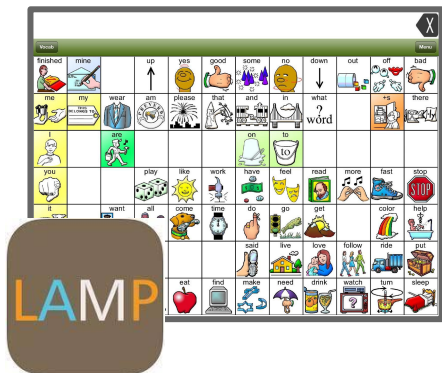 X
Vocab Menu
finished mine up yes good some no down out off bad
me my wear am please that and in what +s there
word
I are on to
to
you play like work have feel read more fast stop
STOP
it want all come time do go get color help
said live love follow ride put
LAMP
eat find make need drink watch turn sleep